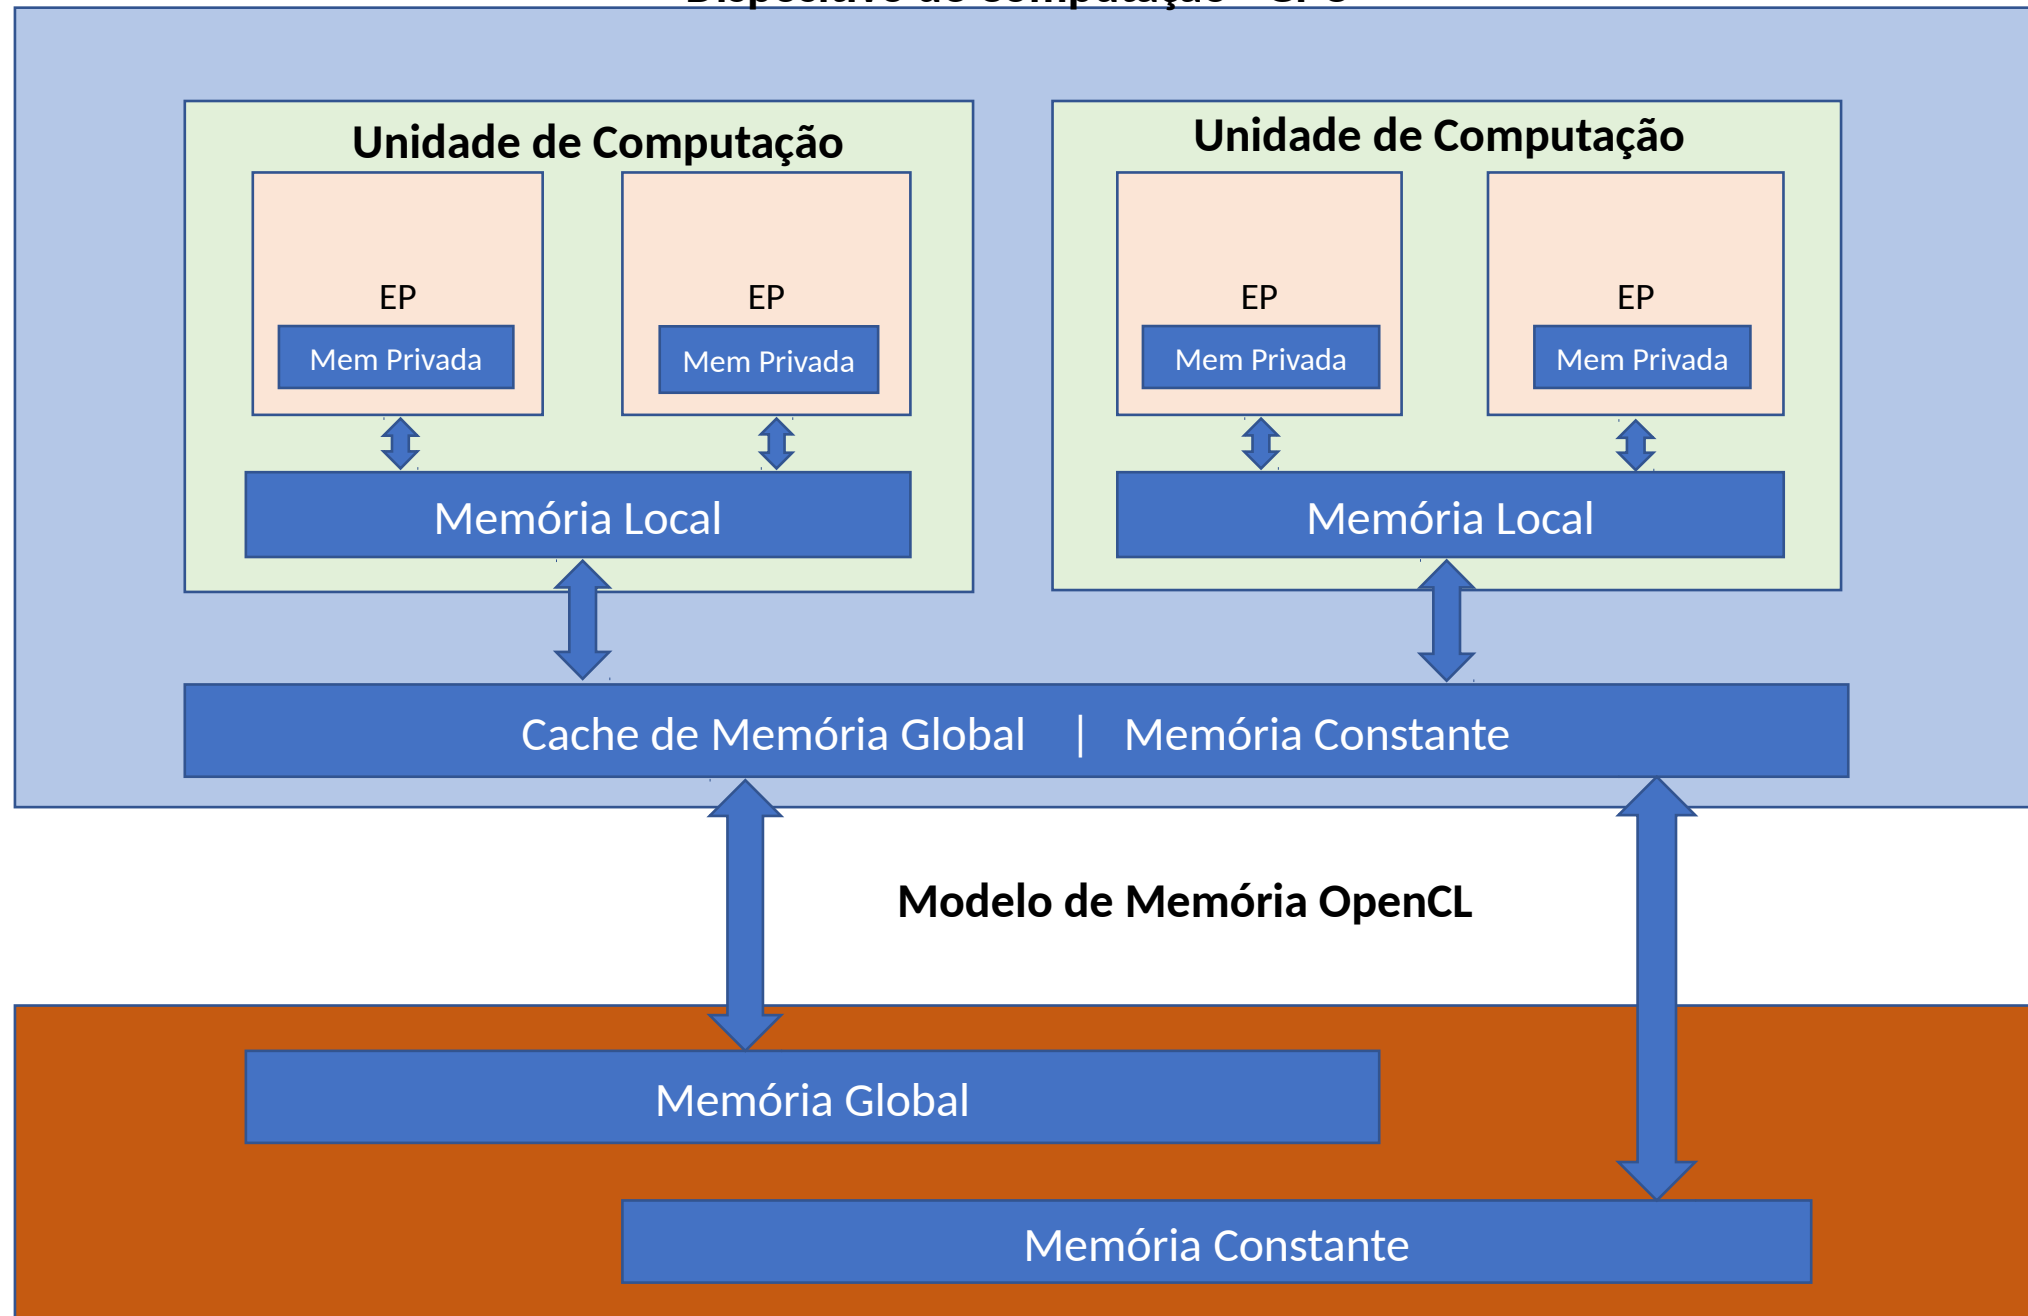 Unidade de Computação
Unidade de Computação
EP
EP
EP
EP
Mem Privada
Mem Privada
Mem Privada
Mem Privada
Memória Local
Memória Local
Cache de Memória Global | Memória Constante
Modelo de Memória OpenCL
Memória Global
Memória Constante